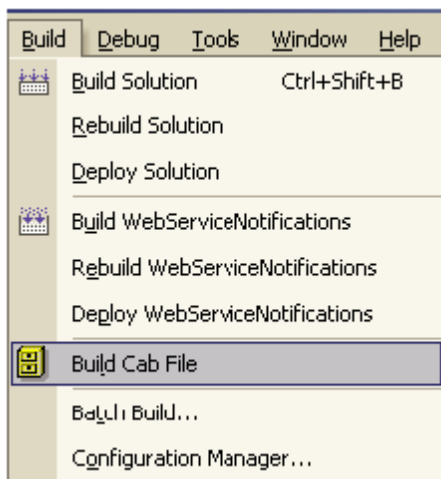 Build Debug Tools Window Help
Build Solution Ctrl+Shift+B
Rebuild Solution
Deploy Solution
Build WebServiceNotifications
Rebuild WebServiceNotifications
Deploy WebServiceNotifications
Build Cab File
Batch Build...
Configuration Manager...